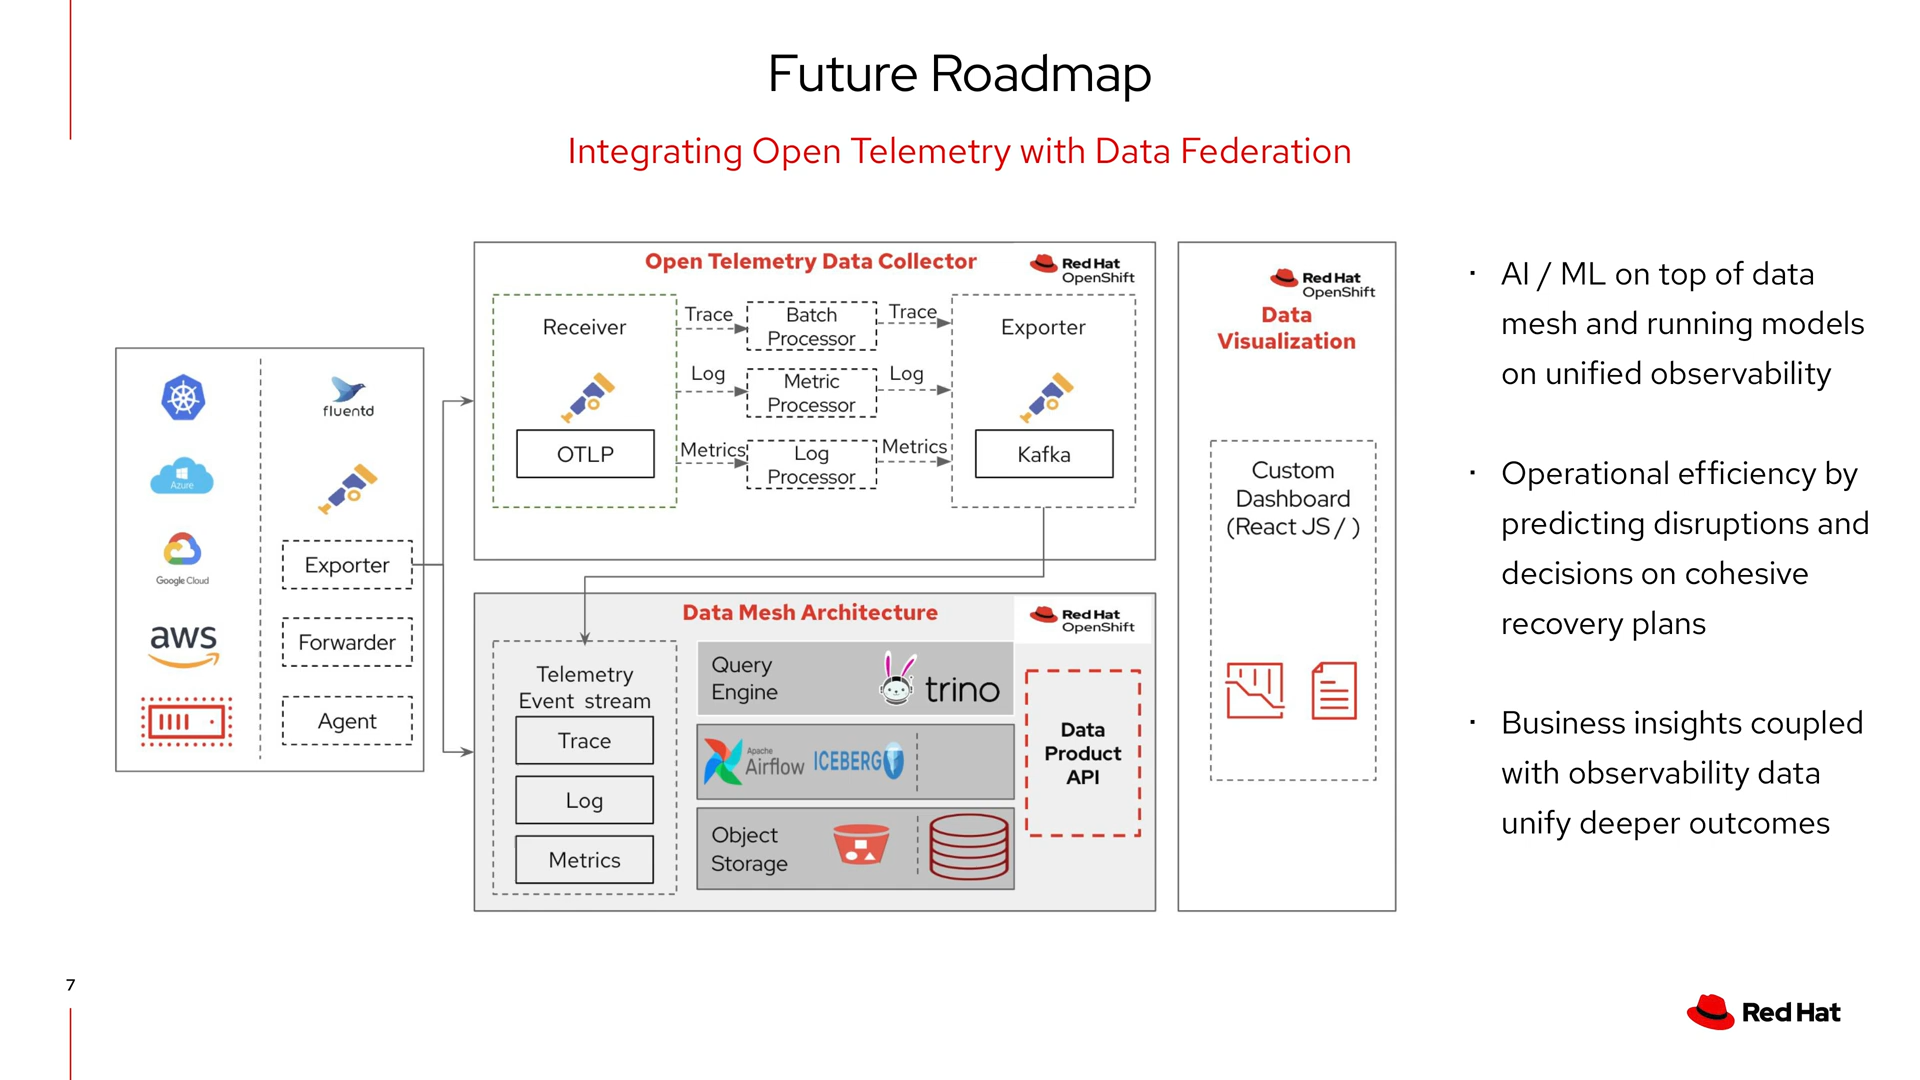 Future Roadmap
Integrating Open Telemetry with Data Federation
fluentd
Azure
Google Cloud
aws
Exporter
Forwarder
Agent
Open Telemetry Data Collector
Red Hat
OpenShift
Receiver
OTLP
Trace
Batch
Processor
Trace
Log
Metric
Processor
Log
Metrics
Log
Processor
Metrics
Exporter
Kafka
Data Mesh Architecture
Red Hat
OpenShift
Telemetry
Event stream
Trace
Log
Metrics
Query
Engine
trino
Apache
Airflow
ICEBERG
Object
Storage
Data
Product
API
Red Hat
OpenShift
Data
Visualization
Custom
Dashboard
(React JS / )
· AI / ML on top of data
mesh and running models
on unified observability
· Operational efficiency by
predicting disruptions and
decisions on cohesive
recovery plans
· Business insights coupled
with observability data
unify deeper outcomes
7
Red Hat